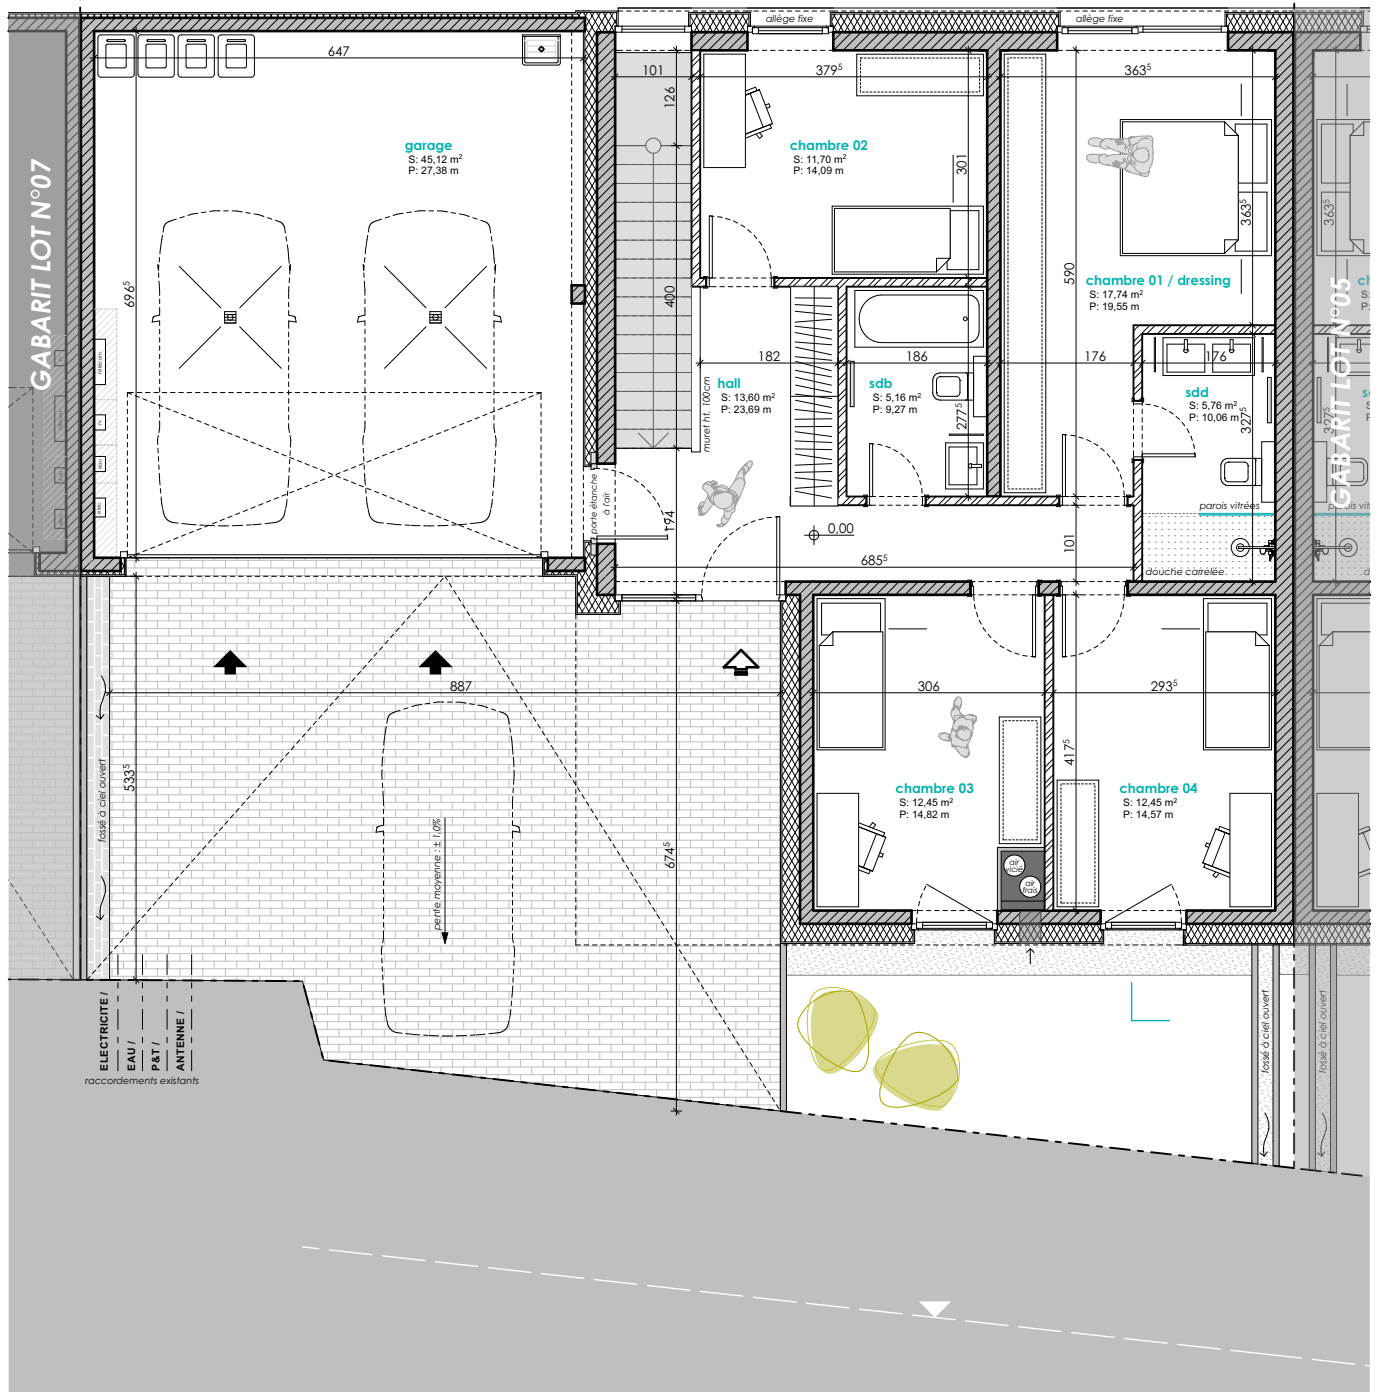 allège fixe
allège fixe
647
101
379⁵
363⁵
126
garage
S: 45,12 m²
P: 27,38 m
chambre 02
S: 11,70 m²
P: 14,09 m
301
GABARIT LOT N°07
363⁵
363⁵
590
chambre 01 / dressing
S: 17,74 m²
P: 19,55 m
696⁵
400
GABARIT LOT N°05
telecom.
tv
eau
elec.
182
186
176
176
hall
S: 13,60 m²
P: 23,69 m
sdb
S: 5,16 m²
P: 9,27 m
sdd
S: 5,76 m²
P: 10,06 m
muret ht. 100cm
277⁵
327⁵
327⁵
porte étanche
à l'air
194
parois vitrées
0,00
101
685⁵
douche carrelée
887
306
293⁵
fossé à ciel ouvert
533⁵
417⁵
chambre 03
S: 12,45 m²
P: 14,82 m
chambre 04
S: 12,45 m²
P: 14,57 m
pente moyenne : ± 1,0%
674⁵
air
vicié
air
frais
ELECTRICITE /
EAU /
P&T /
ANTENNE /
raccordements existants
fossé à ciel ouvert
fossé à ciel ouvert